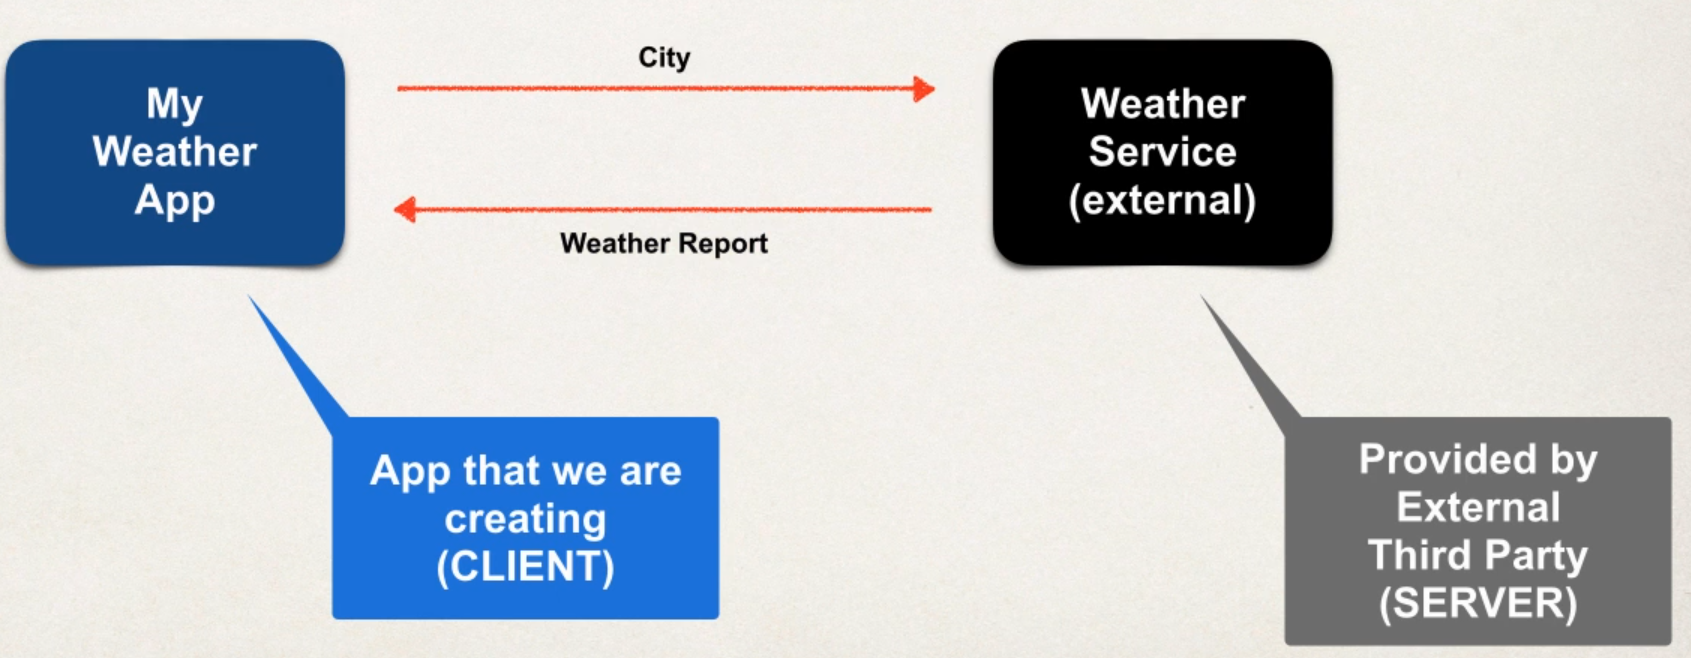 My
Weather
App
City
Weather Report
Weather
Service
(external)
App that we are
creating
(CLIENT)
Provided by
External
Third Party
(SERVER)